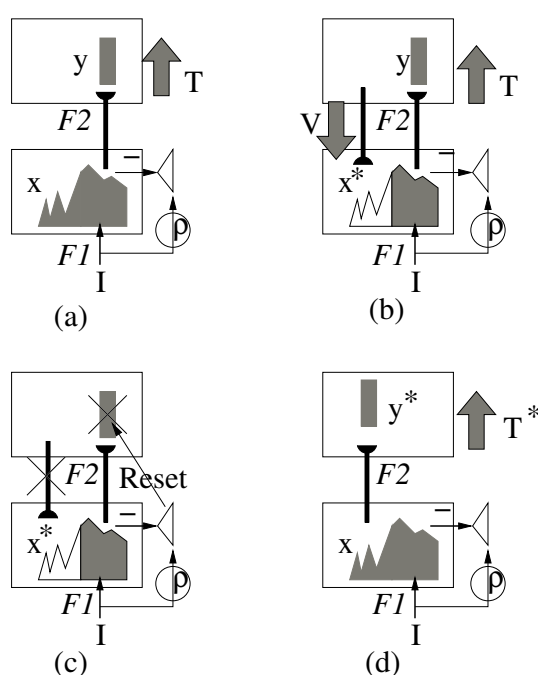 y
T
F2
x
−
ρ
F1
I
(a)
y
T
V
F2
x*
−
ρ
F1
I
(b)
F2
Reset
x*
−
ρ
F1
I
(c)
y*
T*
F2
x
−
ρ
F1
I
(d)